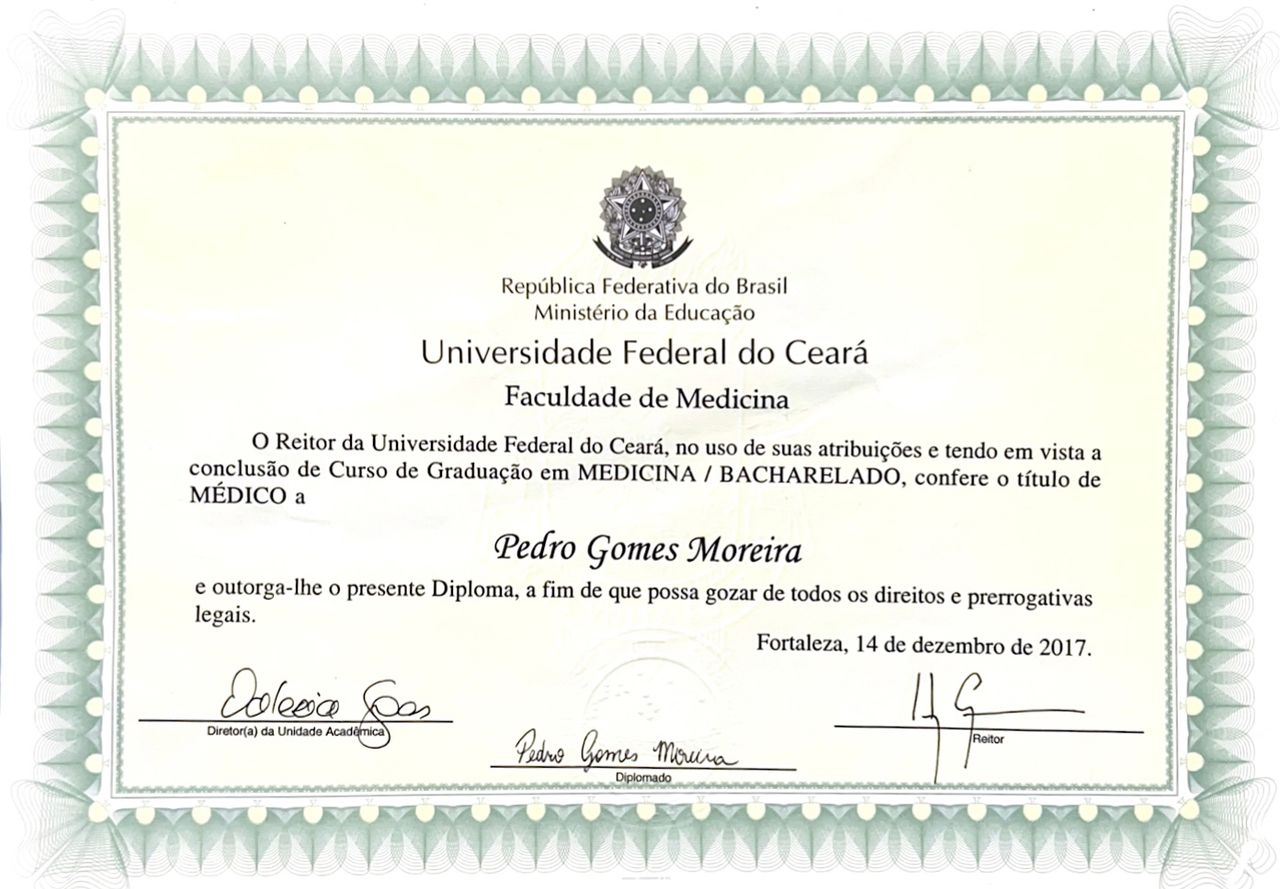 República Federativa do Brasil
Ministério da Educação
Universidade Federal do Ceará
Faculdade de Medicina
O Reitor da Universidade Federal do Ceará, no uso de suas atribuições e tendo em vista a
conclusão de Curso de Graduação em MEDICINA / BACHARELADO, confere o título de
MÉDICO a
Pedro Gomes Moreira
e outorga-lhe o presente Diploma, a fim de que possa gozar de todos os direitos e prerrogativas
legais.
Fortaleza, 14 de dezembro de 2017.
Diretor(a) da Unidade Acadêmica
Reitor
Pedro Gomes Moreira
Diplomado